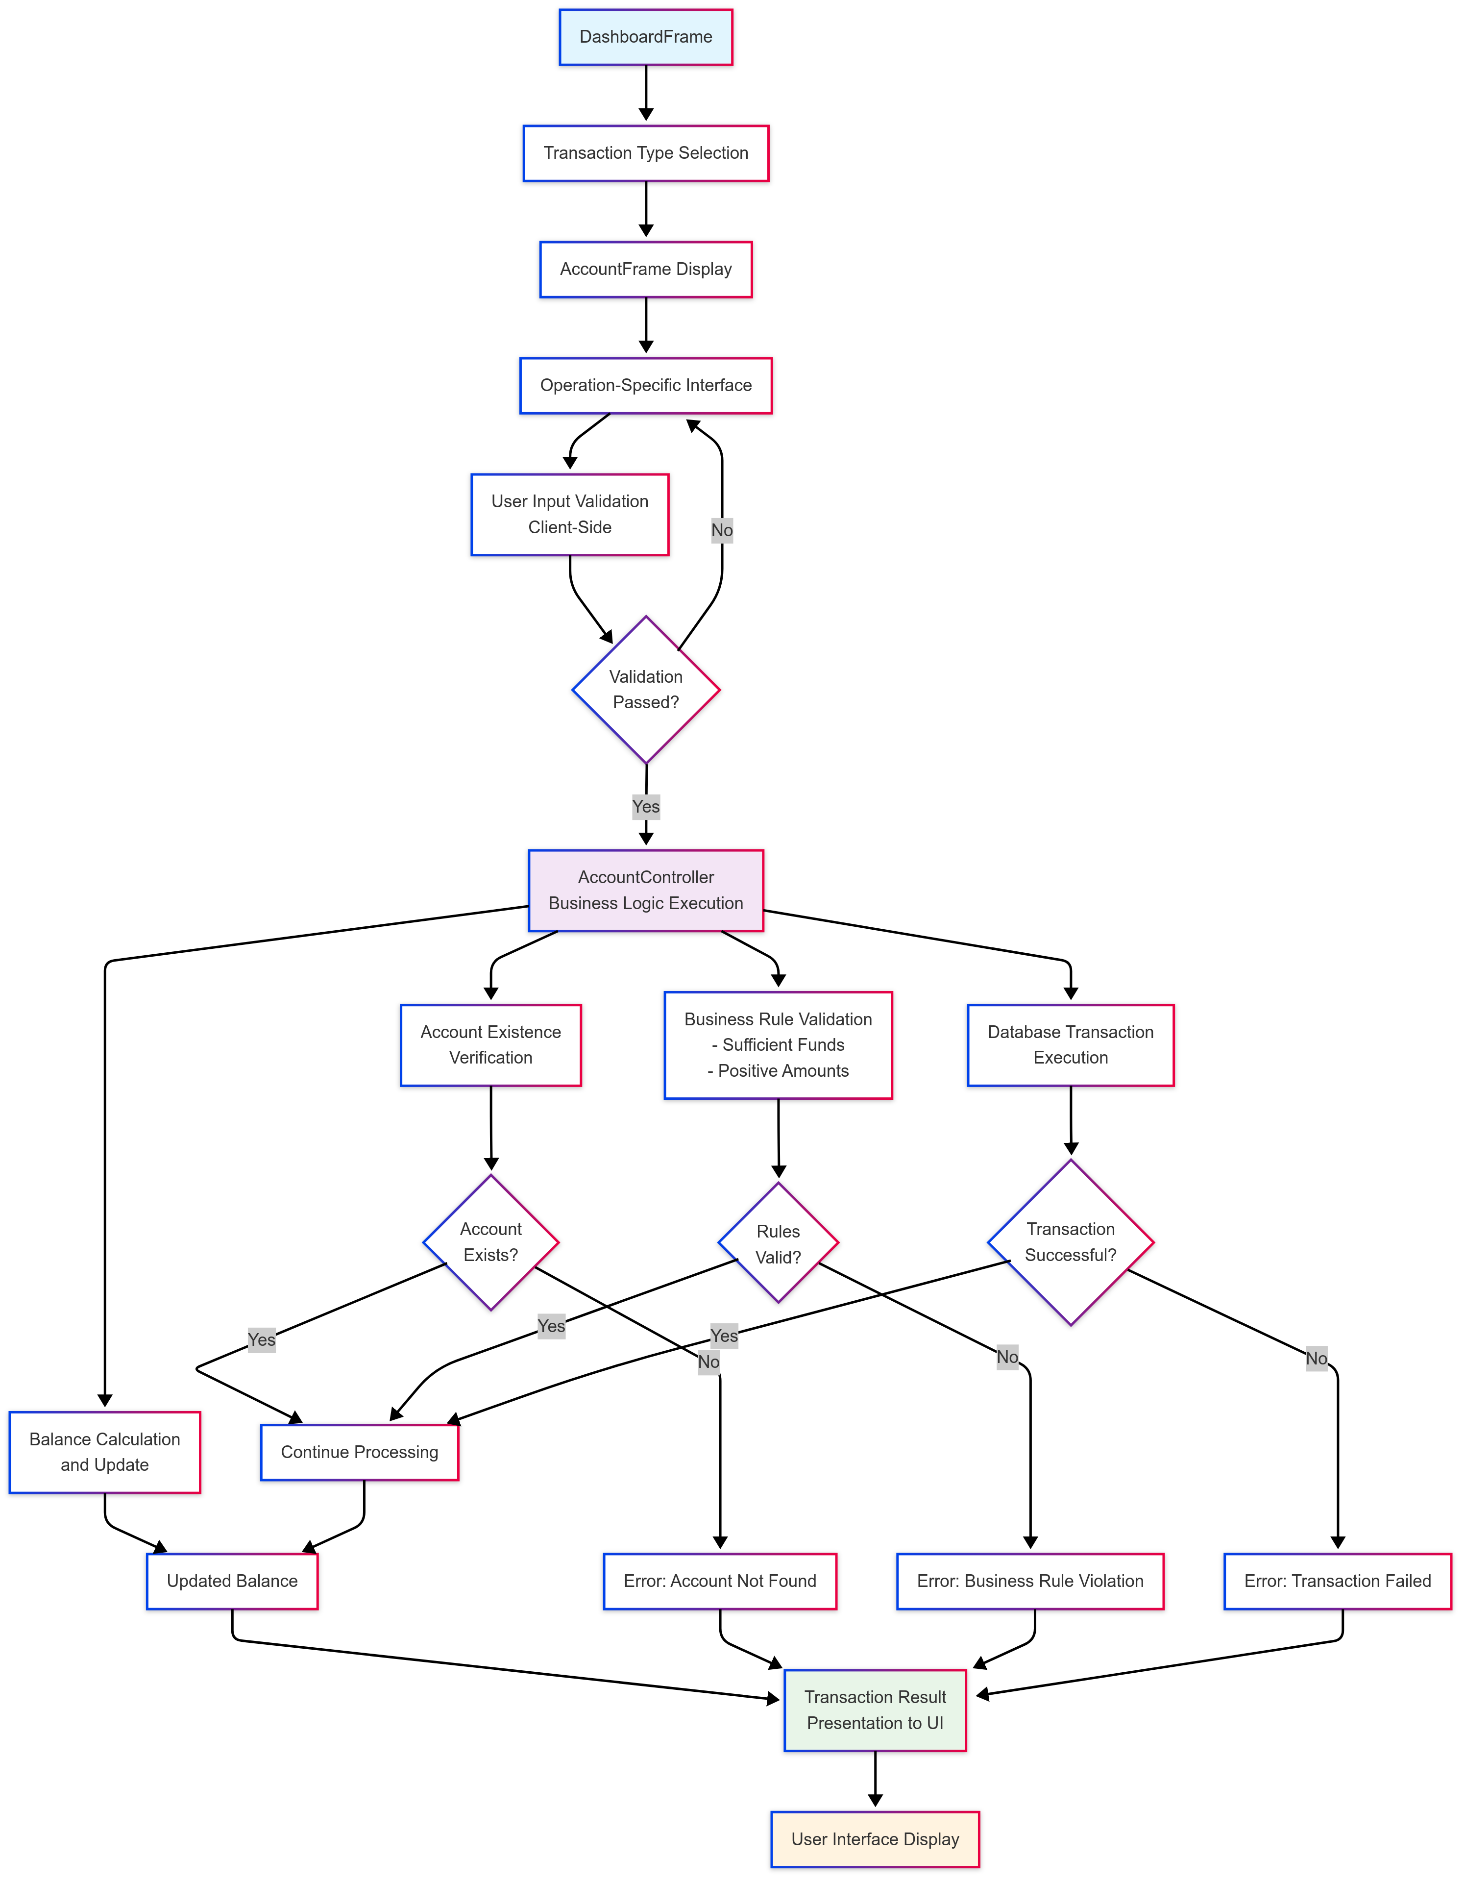 DashboardFrame
Transaction Type Selection
AccountFrame Display
Operation-Specific Interface
User Input Validation
Client-Side
No
Validation
Passed?
Yes
AccountController
Business Logic Execution
Account Existence
Verification
Business Rule Validation
- Sufficient Funds
- Positive Amounts
Database Transaction
Execution
Account
Exists?
Rules
Valid?
Transaction
Successful?
Yes
Yes
Yes
No
No
No
Balance Calculation
and Update
Continue Processing
Updated Balance
Error: Account Not Found
Error: Business Rule Violation
Error: Transaction Failed
Transaction Result
Presentation to UI
User Interface Display